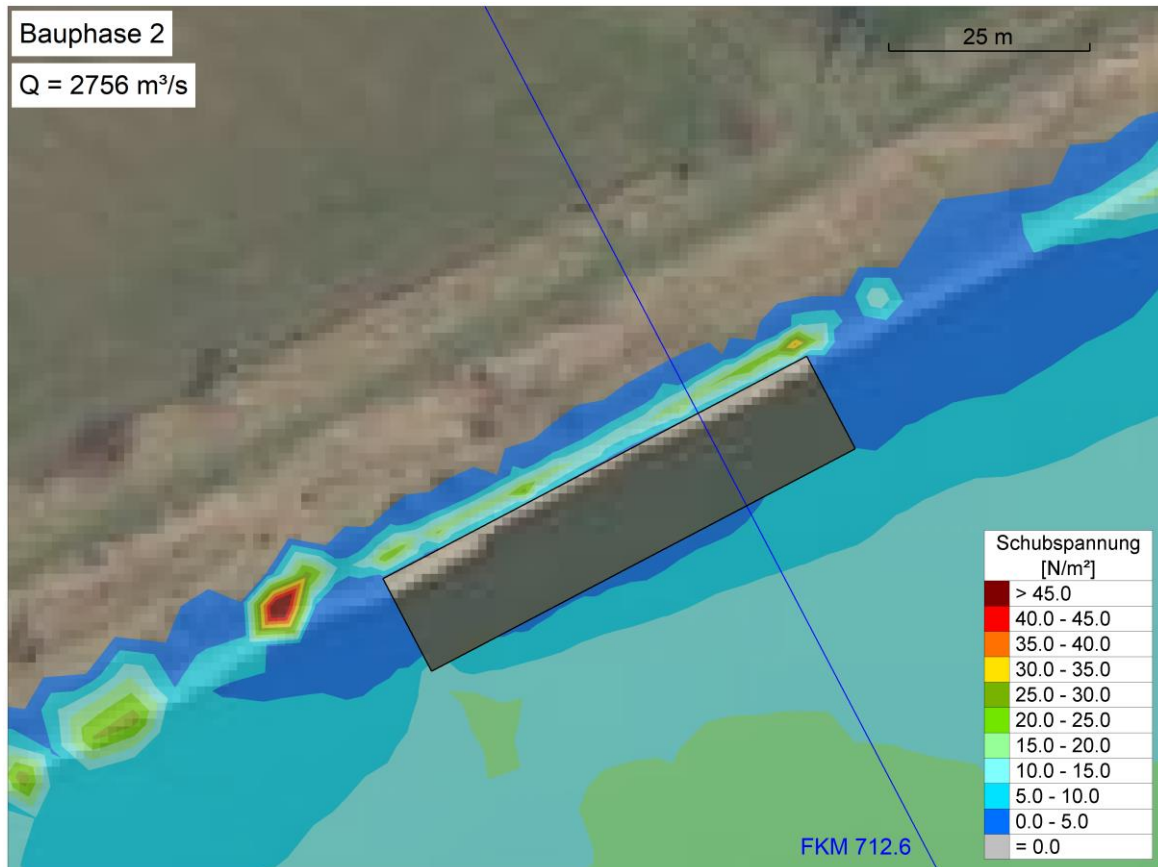 Bauphase 2
Q = 2756 m³/s
25 m
Schubspannung
[N/m²]
> 45.0
40.0 - 45.0
35.0 - 40.0
30.0 - 35.0
25.0 - 30.0
20.0 - 25.0
15.0 - 20.0
10.0 - 15.0
5.0 - 10.0
0.0 - 5.0
= 0.0
FKM 712.6